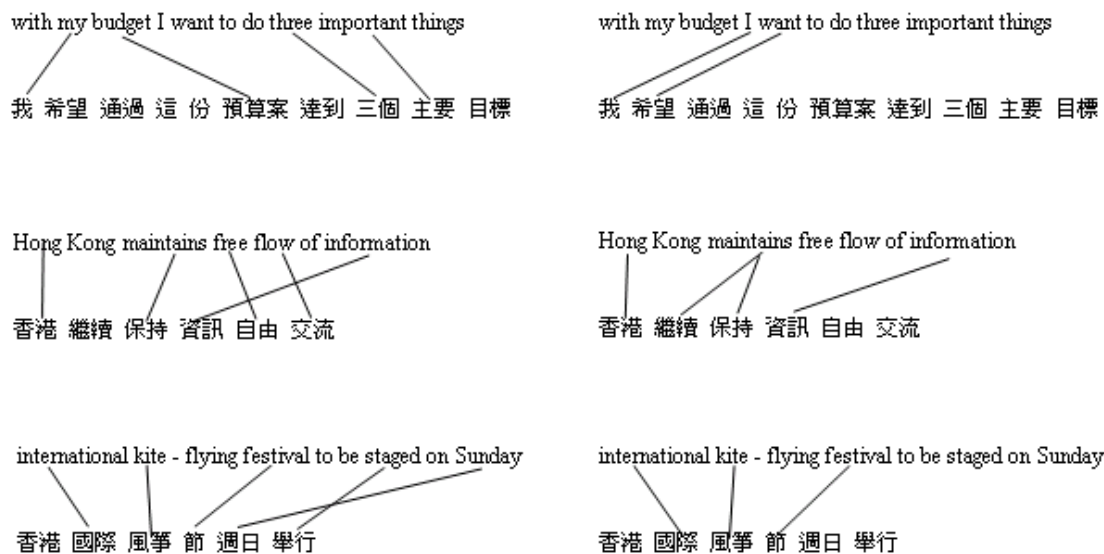 with my budget I want to do three important things
我 希望 通過 這 份 預算案 達到 三個 主要 目標
Hong Kong maintains free flow of information
香港 繼續 保持 資訊 自由 交流
international kite - flying festival to be staged on Sunday
香港 國際 風箏 節 週日 舉行
with my budget I want to do three important things
我 希望 通過 這 份 預算案 達到 三個 主要 目標
Hong Kong maintains free flow of information
香港 繼續 保持 資訊 自由 交流
international kite - flying festival to be staged on Sunday
香港 國際 風箏 節 週日 舉行